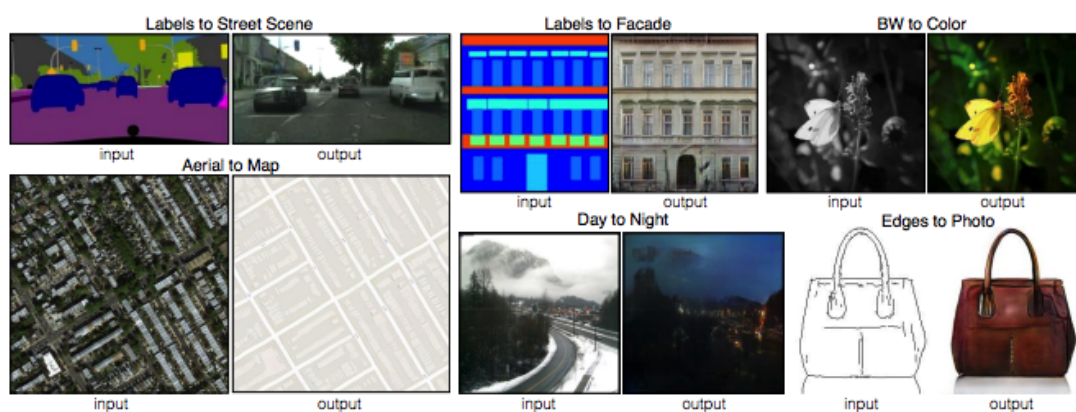 Labels to Street Scene
input
output
Aerial to Map
input
output
Labels to Facade
input
output
Day to Night
input
output
BW to Color
input
output
Edges to Photo
input
output